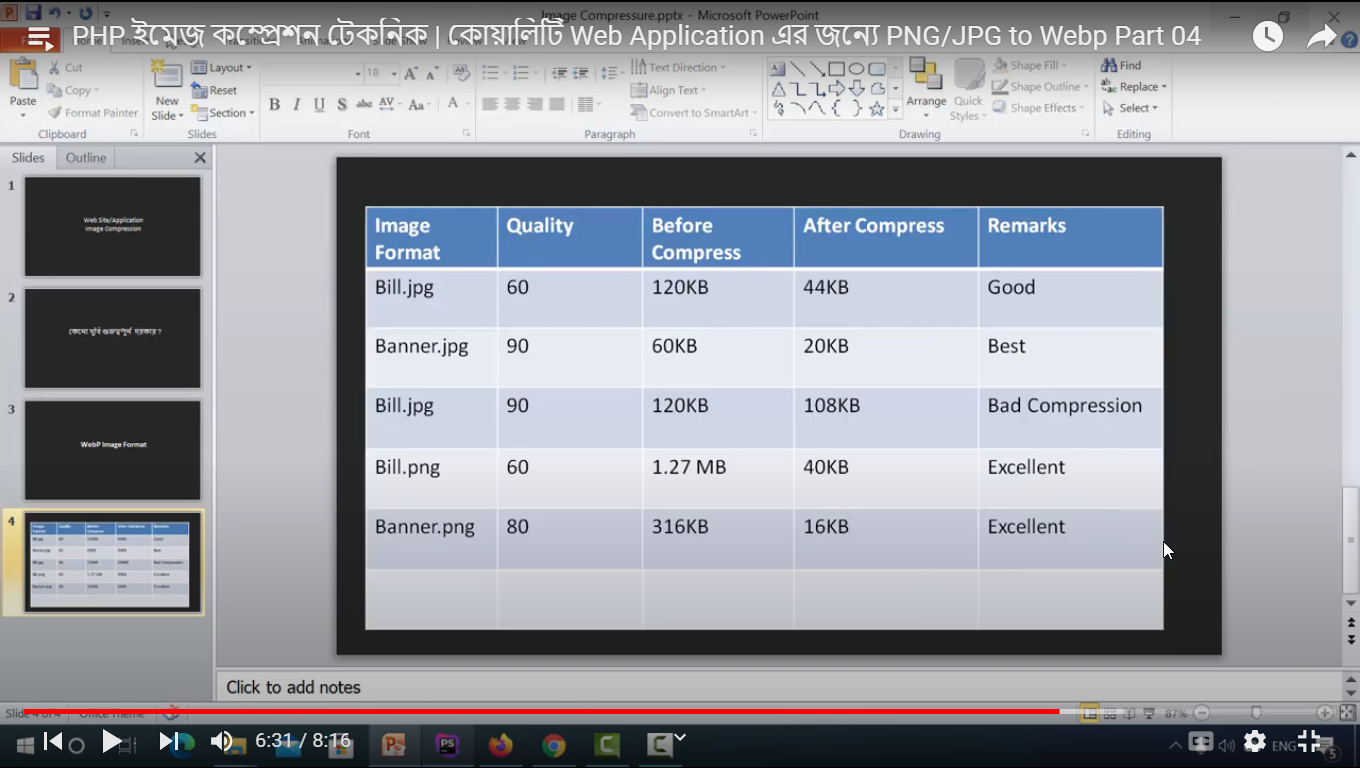 Image Compressure.pptx - Microsoft PowerPoint
PHP ইমেজ কম্প্রেশন টেকনিক | কোয়ালিটি Web Application এর জন্যে PNG/JPG to Webp Part 04
Paste
Cut
Copy
Format Painter
Clipboard
New Slide
Layout
Reset
Section
Slides
18
B I U S abc AV Aa A
Font
Text Direction
Align Text
Convert to SmartArt
Paragraph
Arrange
Quick Styles
Shape Fill
Shape Outline
Shape Effects
Drawing
Find
Replace
Select
Editing
Slides Outline
1
Web Site/Application
Image Compression
2
3
WebP Image Format
4
Image Format Quality Before Compress After Compress Remarks
Bill.jpg 60 120KB 44KB Good
Banner.jpg 90 60KB 20KB Best
Bill.jpg 90 120KB 108KB Bad Compression
Bill.png 60 1.27 MB 40KB Excellent
Banner.png 80 316KB 16KB Excellent
Click to add notes
Slide 4 of 4 Office Theme 87%
6:31 / 8:16
ENG
5